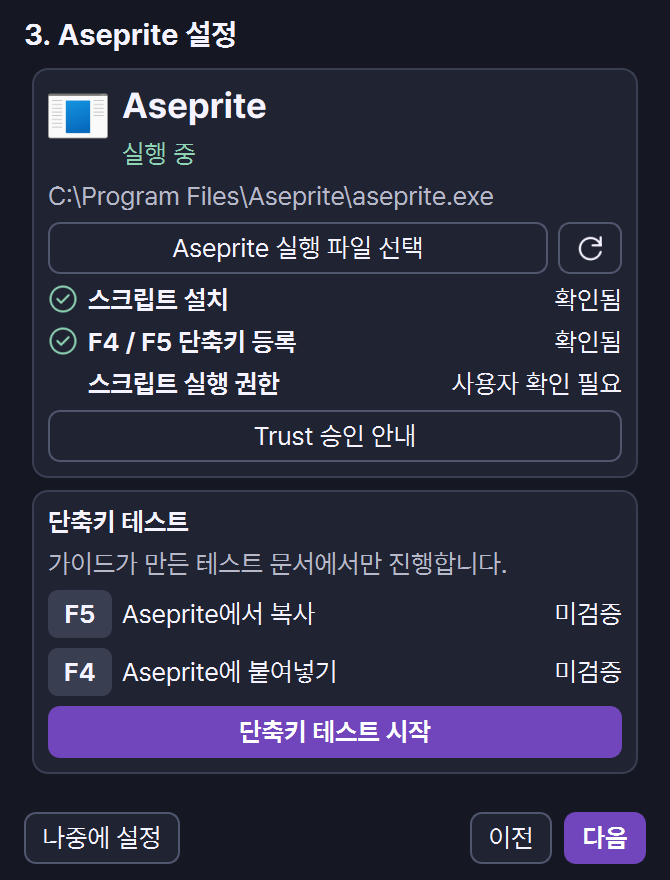 3. Aseprite 설정
Aseprite
실행 중
C:\Program Files\Aseprite\aseprite.exe
Aseprite 실행 파일 선택
스크립트 설치 확인됨
F4 / F5 단축키 등록 확인됨
스크립트 실행 권한 사용자 확인 필요
Trust 승인 안내
단축키 테스트
가이드가 만든 테스트 문서에서만 진행합니다.
F5 Aseprite에서 복사 미검증
F4 Aseprite에 붙여넣기 미검증
단축키 테스트 시작
나중에 설정 이전 다음